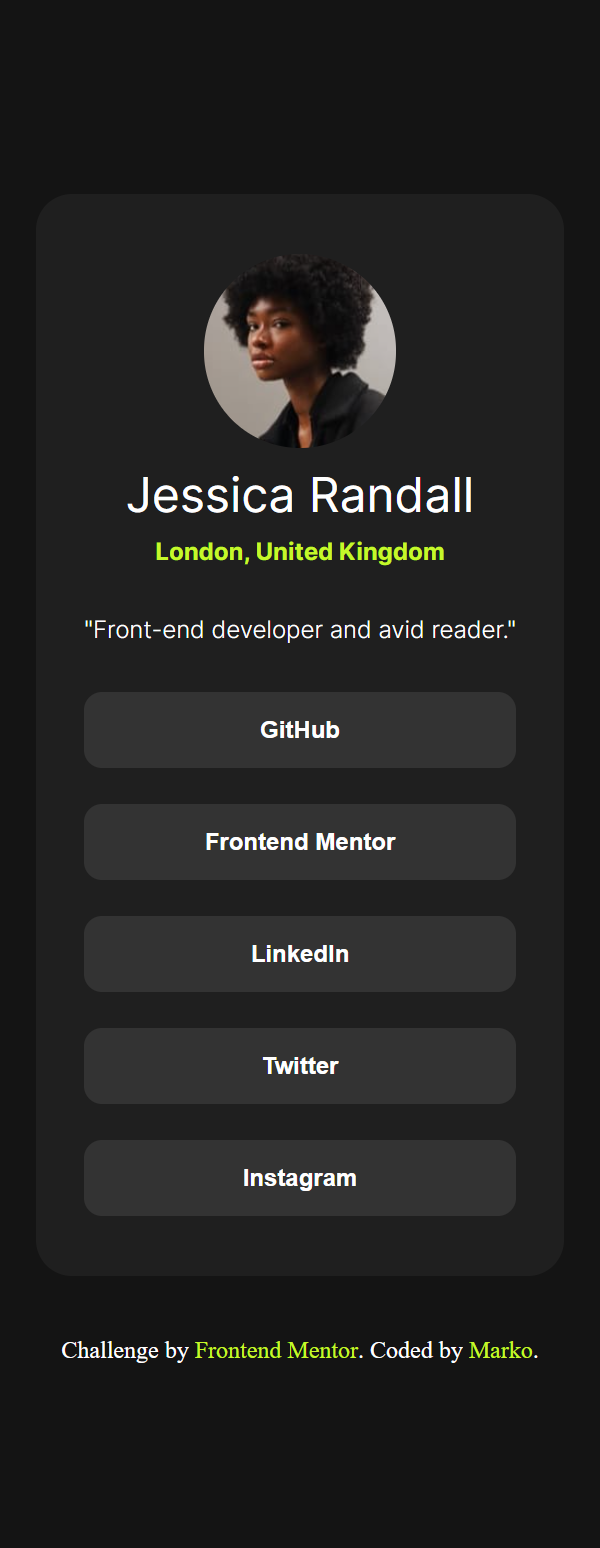 Jessica Randall
London, United Kingdom
"Front-end developer and avid reader."
GitHub
Frontend Mentor
LinkedIn
Twitter
Instagram
Challenge by Frontend Mentor. Coded by Marko.